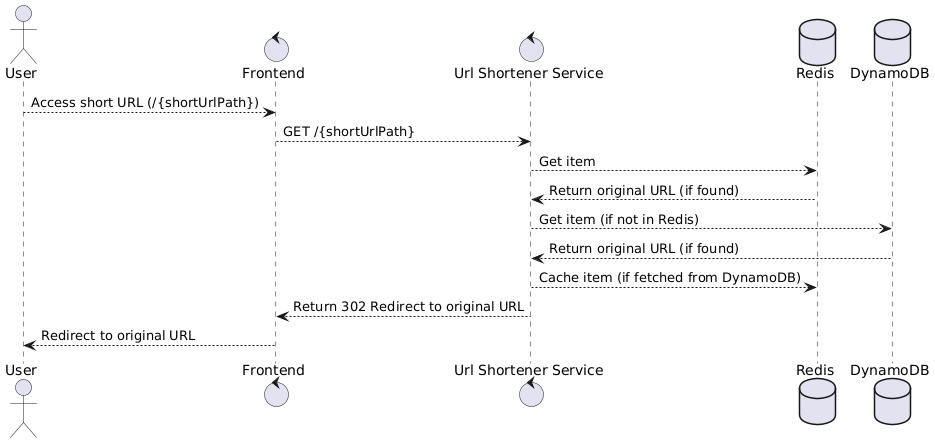 User
Frontend
Url Shortener Service
Redis
DynamoDB
Access short URL (/{shortUrlPath})
GET /{shortUrlPath}
Get item
Return original URL (if found)
Get item (if not in Redis)
Return original URL (if found)
Cache item (if fetched from DynamoDB)
Return 302 Redirect to original URL
Redirect to original URL
User
Frontend
Url Shortener Service
Redis
DynamoDB